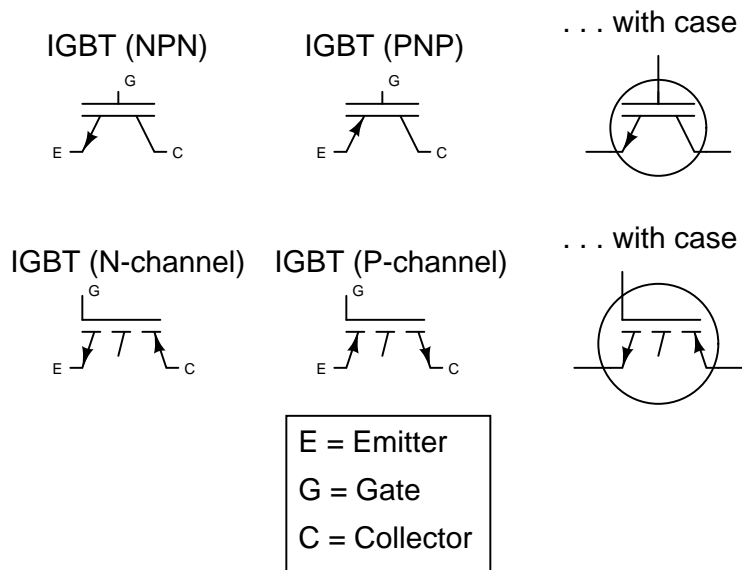 IGBT (NPN)
G
E
C
IGBT (PNP)
G
E
C
. . . with case
IGBT (N-channel)
G
E
C
IGBT (P-channel)
G
E
C
. . . with case
E = Emitter
G = Gate
C = Collector